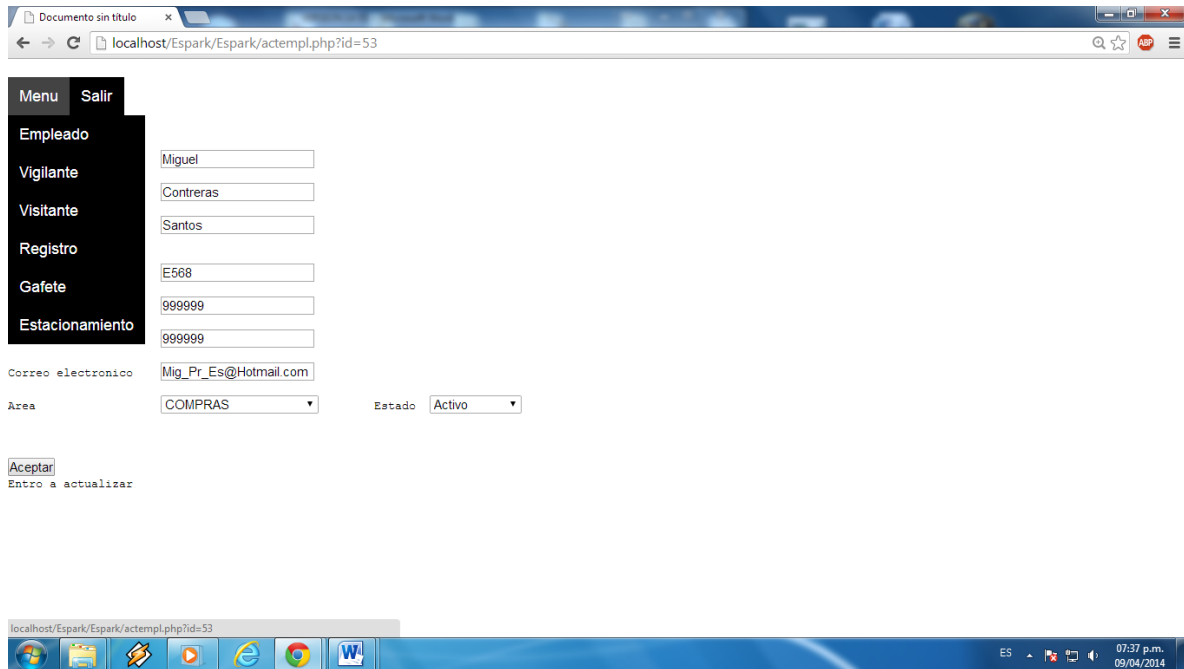 Documento sin título
localhost/Espark/Espark/actempl.php?id=53
ABP
Menu Salir
Empleado
Vigilante
Visitante
Registro
Gafete
Estacionamiento
Miguel
Contreras
Santos
E568
999999
999999
Correo electronico Mig_Pr_Es@Hotmail.com
Area COMPRAS Estado Activo
Aceptar
Entro a actualizar
localhost/Espark/Espark/actempl.php?id=53
W
ES 07:37 p.m.
09/04/2014